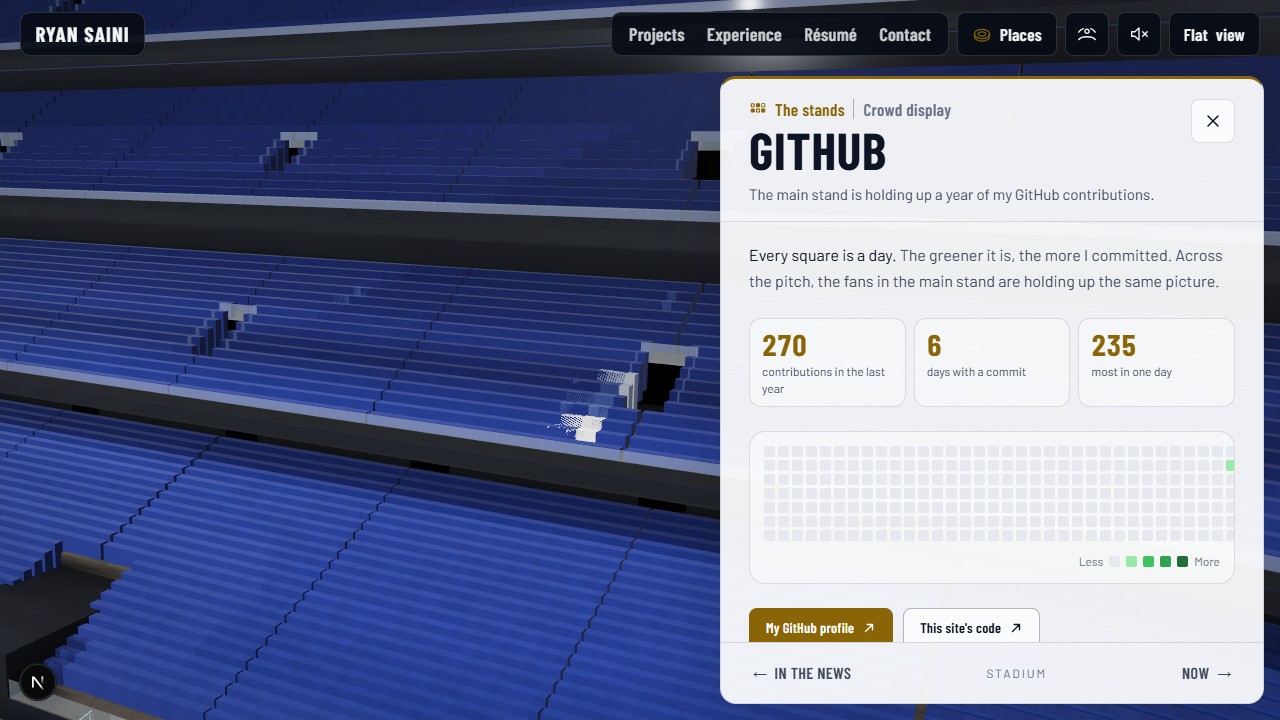 RYAN SAINI
Projects
Experience
Résumé
Contact
Places
Flat view
The stands
Crowd display
GITHUB
The main stand is holding up a year of my GitHub contributions.
Every square is a day. The greener it is, the more I committed. Across
the pitch, the fans in the main stand are holding up the same picture.
270
contributions in the last
year
6
days with a commit
235
most in one day
Less
More
My GitHub profile ↗
This site's code ↗
← IN THE NEWS
STADIUM
NOW →
N